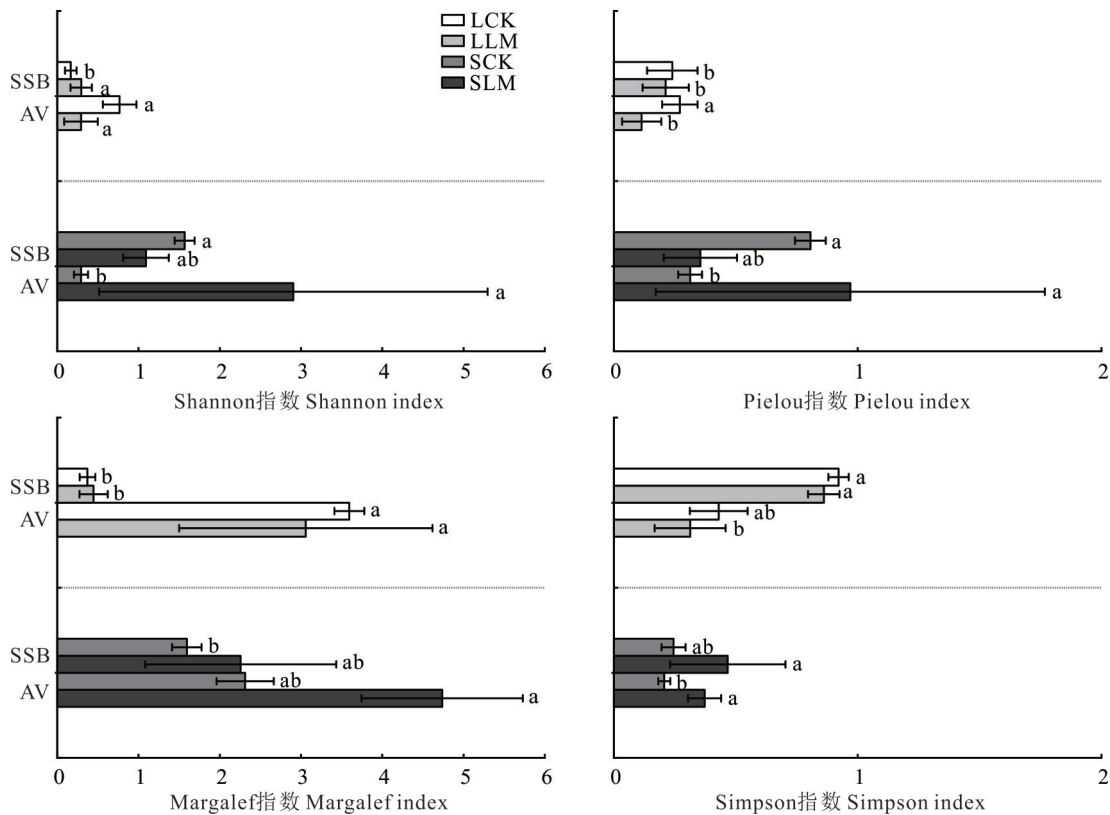 LCK
LLM
SCK
SLM
SSB
AV
b
a
a
a
SSB
AV
a
ab
b
a
0 1 2 3 4 5 6
Shannon指数 Shannon index
b
b
a
b
a
ab
b
a
0 1 2
Pielou指数 Pielou index
SSB
AV
b
b
a
a
SSB
AV
b
ab
ab
a
0 1 2 3 4 5 6
Margalef指数 Margalef index
a
a
ab
b
ab
a
b
a
0 1 2
Simpson指数 Simpson index